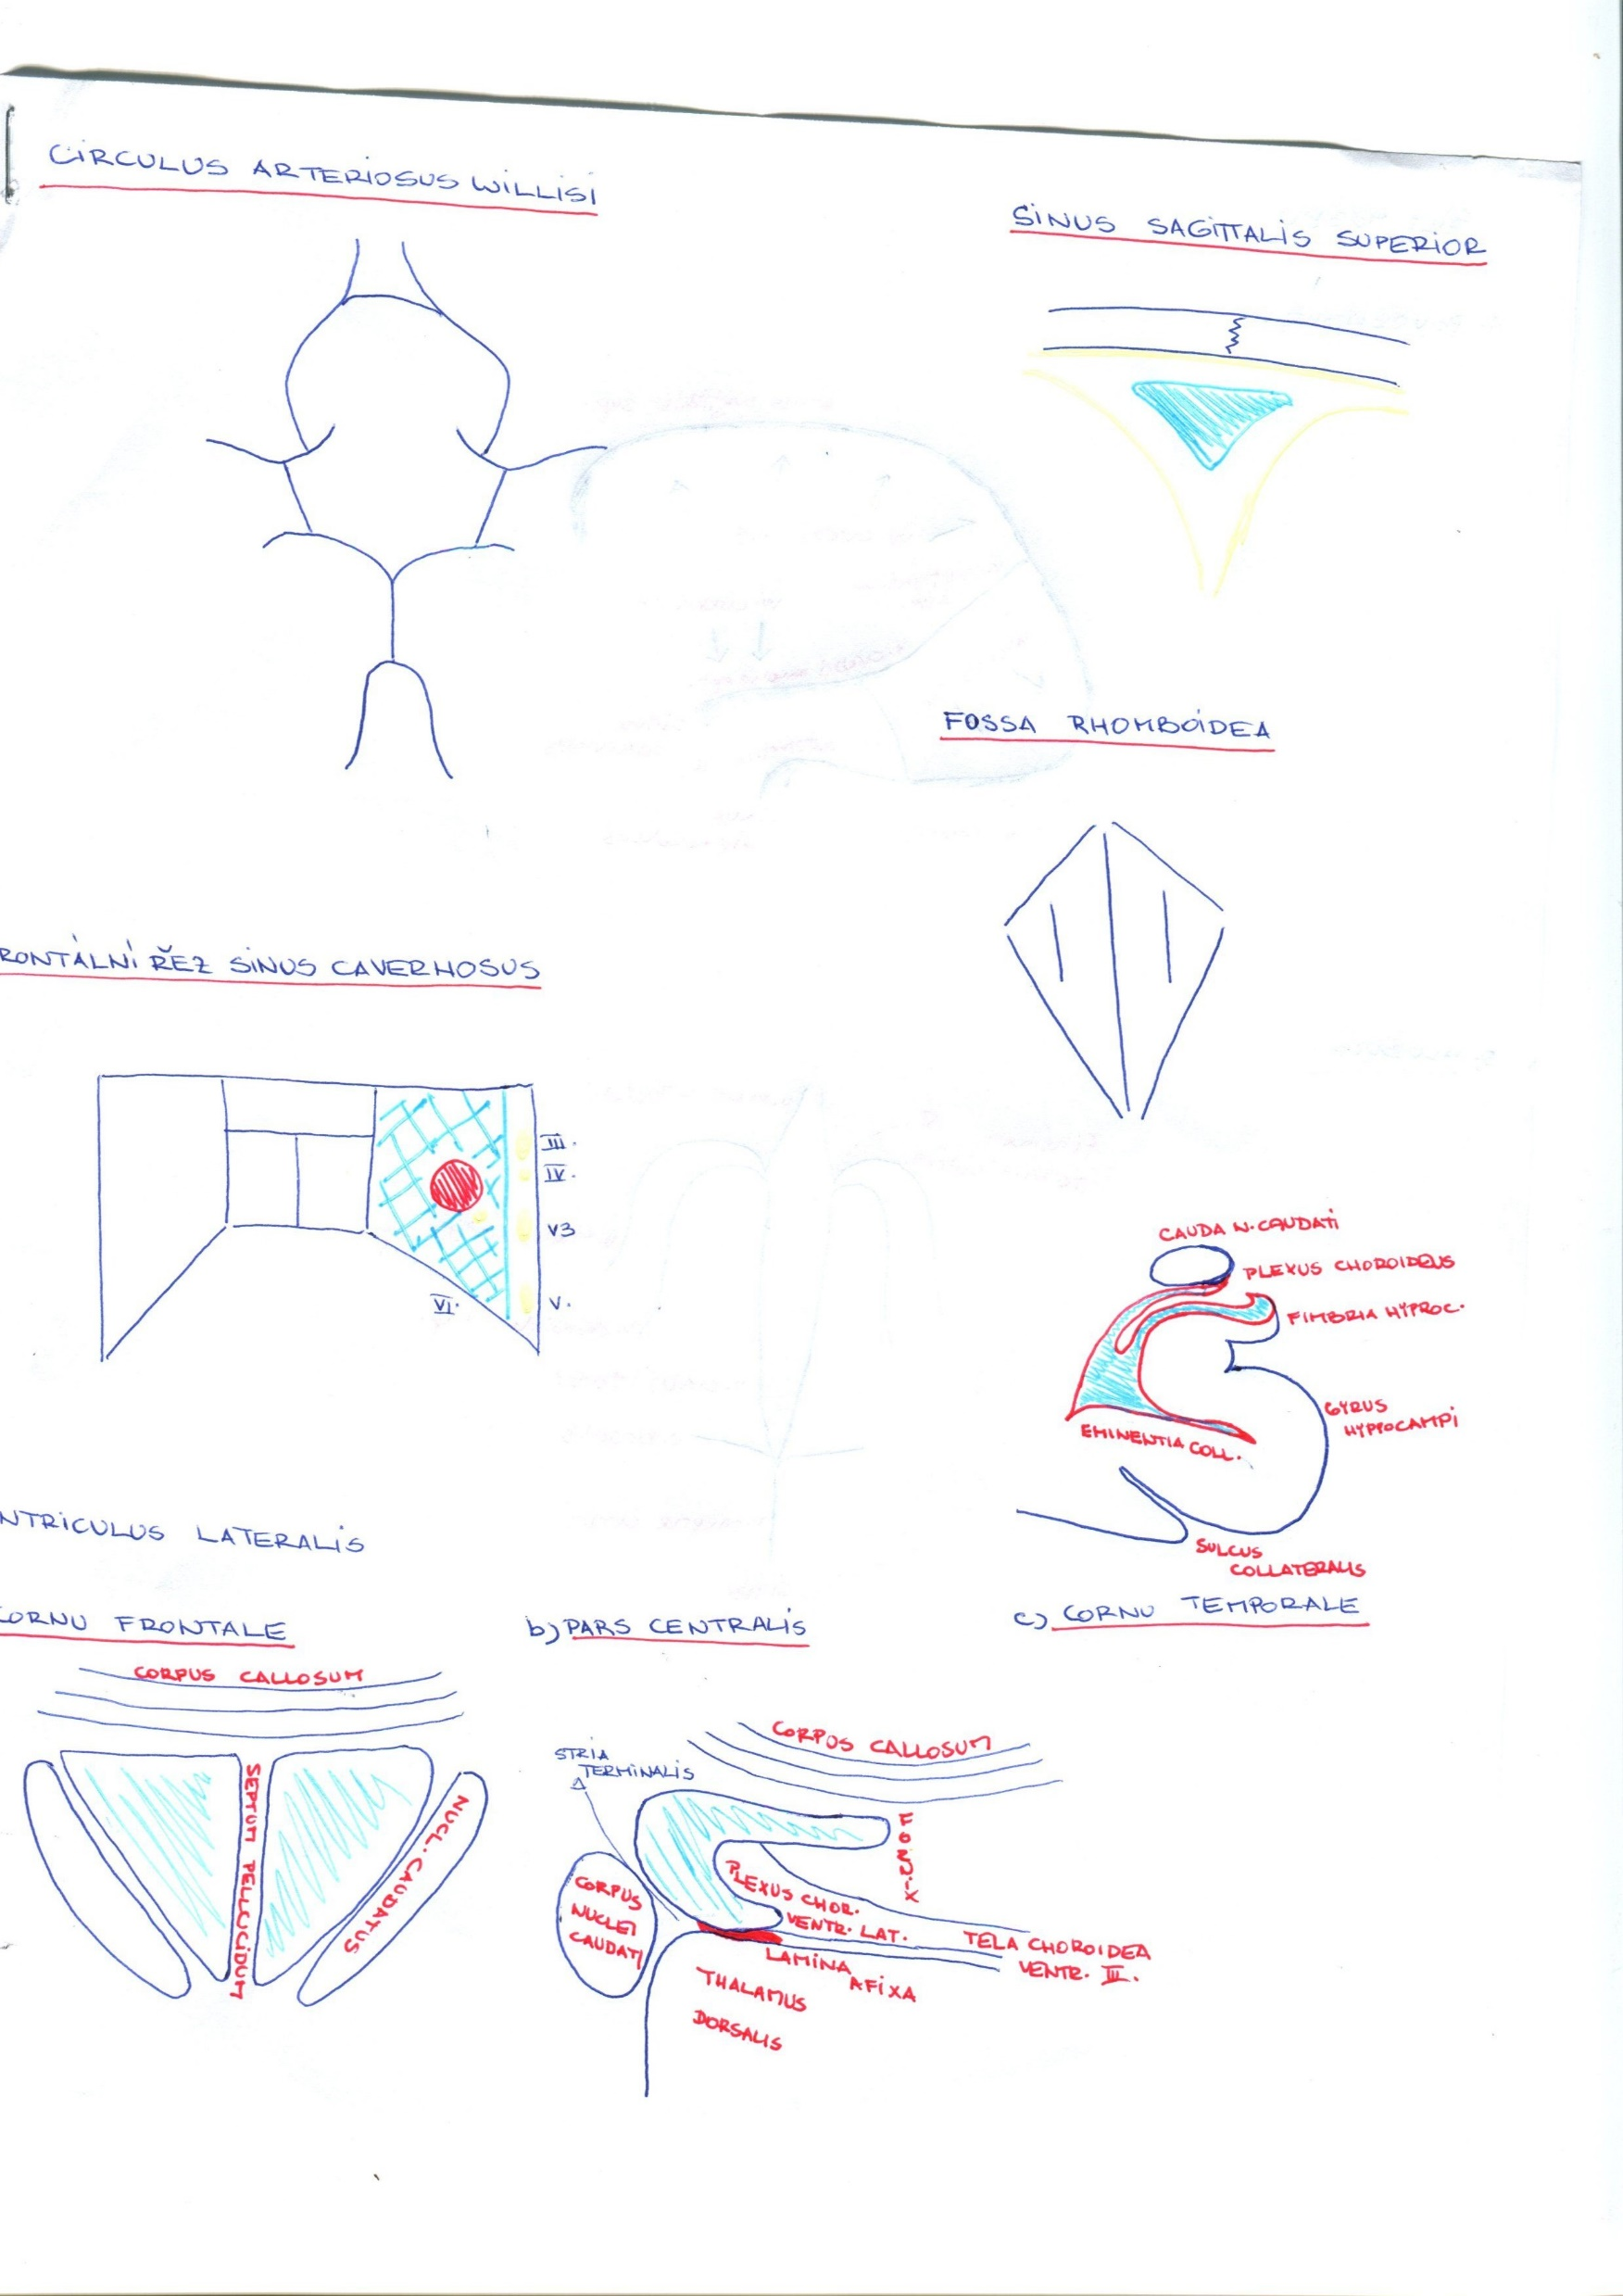 CIRCULUS ARTERIOSUS WILLISI
SINUS SAGITTALIS SUPERIOR
FOSSA RHOMBOIDEA
RONTÁLNÍ ŘEZ SINUS CAVERNOSUS
III.
IV.
V3
V.
VI.
CAUDA N. CAUDATI
PLEXUS CHOROIDEUS
FIMBRIA HYPROC.
GYRUS
HYPPOCAMPI
EMINENTIA COLL.
SULCUS
COLLATERALIS
NTRICULUS LATERALIS
CORNU FRONTALE
b) PARS CENTRALIS
c) CORNU TEMPORALE
CORPUS CALLOSUM
SEPTUM PELLUCIDUM
NUCL. CAUDATUS
CORPUS CALLOSUM
STRIA
TERMINALIS
FORNIX
CORPUS
NUCLEI
CAUDATI
PLEXUS CHOR.
VENTR. LAT.
TELA CHOROIDEA
VENTR. III.
LAMINA
AFIXA
THALAMUS
DORSALIS